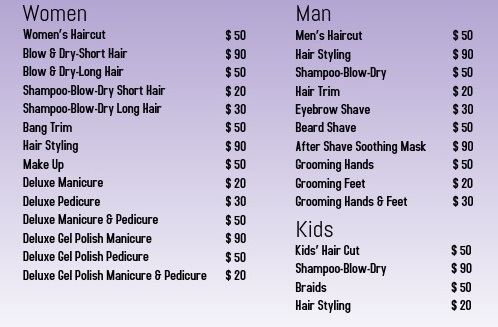 Women
Women's Haircut $ 50
Blow & Dry-Short Hair $ 90
Blow & Dry-Long Hair $ 50
Shampoo-Blow-Dry Short Hair $ 20
Shampoo-Blow-Dry Long Hair $ 30
Bang Trim $ 50
Hair Styling $ 90
Make Up $ 50
Deluxe Manicure $ 20
Deluxe Pedicure $ 30
Deluxe Manicure & Pedicure $ 50
Deluxe Gel Polish Manicure $ 90
Deluxe Gel Polish Pedicure $ 50
Deluxe Gel Polish Manicure & Pedicure $ 20
Man
Men's Haircut $ 50
Hair Styling $ 90
Shampoo-Blow-Dry $ 50
Hair Trim $ 20
Eyebrow Shave $ 30
Beard Shave $ 50
After Shave Soothing Mask $ 90
Grooming Hands $ 50
Grooming Feet $ 20
Grooming Hands & Feet $ 30
Kids
Kids' Hair Cut $ 50
Shampoo-Blow-Dry $ 90
Braids $ 50
Hair Styling $ 20